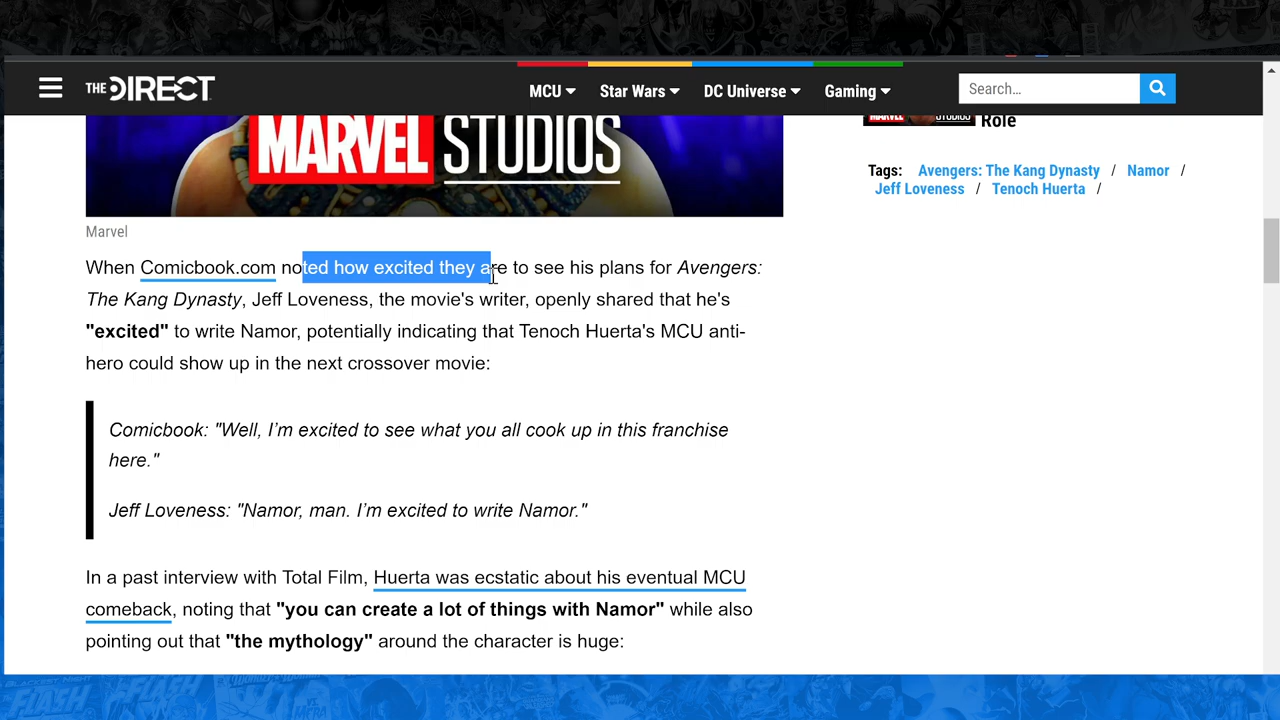 THE DIRECT
MCU
Star Wars
DC Universe
Gaming
Search...
MARVEL STUDIOS
MARVEL STUDIOS Role
Tags: Avengers: The Kang Dynasty / Namor /
Jeff Loveness / Tenoch Huerta /
Marvel
When Comicbook.com noted how excited they are to see his plans for Avengers:
The Kang Dynasty, Jeff Loveness, the movie's writer, openly shared that he's
"excited" to write Namor, potentially indicating that Tenoch Huerta's MCU anti-
hero could show up in the next crossover movie:
Comicbook: "Well, I'm excited to see what you all cook up in this franchise
here."
Jeff Loveness: "Namor, man. I'm excited to write Namor."
In a past interview with Total Film, Huerta was ecstatic about his eventual MCU
comeback, noting that "you can create a lot of things with Namor" while also
pointing out that "the mythology" around the character is huge: